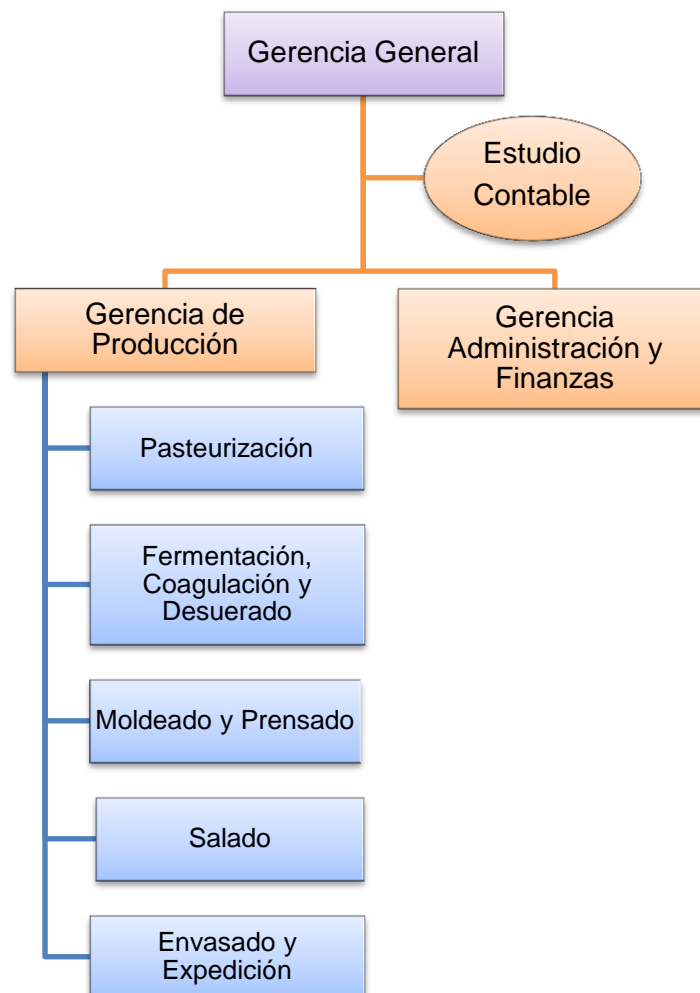 Gerencia General
Estudio
Contable
Gerencia de
Producción
Gerencia
Administración y
Finanzas
Pasteurización
Fermentación,
Coagulación y
Desuerado
Moldeado y Prensado
Salado
Envasado y
Expedición